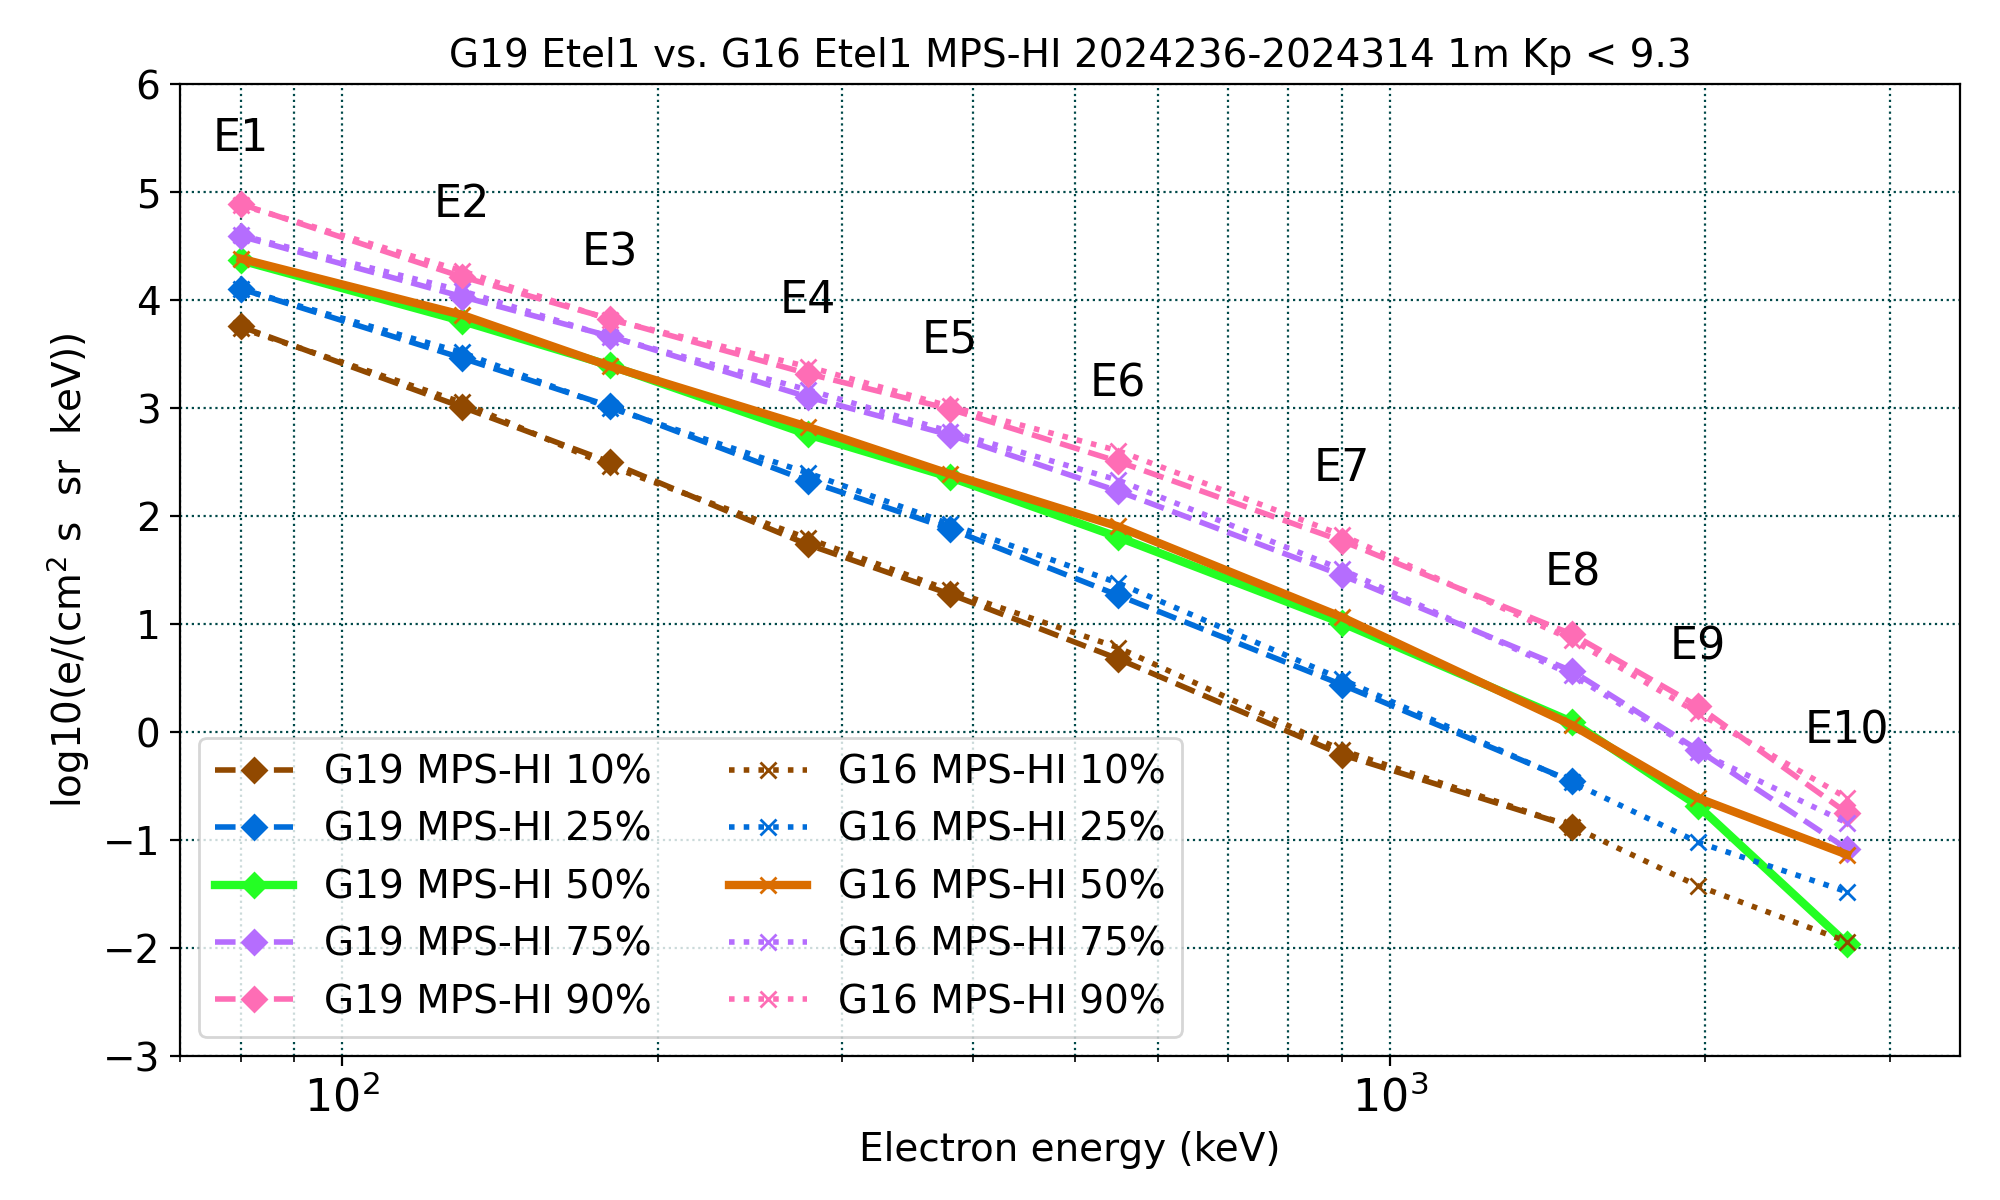 G19 Etel1 vs. G16 Etel1 MPS-HI 2024236-2024314 1m Kp < 9.3
6
5
4
3
2
1
0
−1
−2
−3
log10(e/(cm² s sr keV))
E1
E2
E3
E4
E5
E6
E7
E8
E9
E10
G19 MPS-HI 10%
G19 MPS-HI 25%
G19 MPS-HI 50%
G19 MPS-HI 75%
G19 MPS-HI 90%
G16 MPS-HI 10%
G16 MPS-HI 25%
G16 MPS-HI 50%
G16 MPS-HI 75%
G16 MPS-HI 90%
10² 10³
Electron energy (keV)